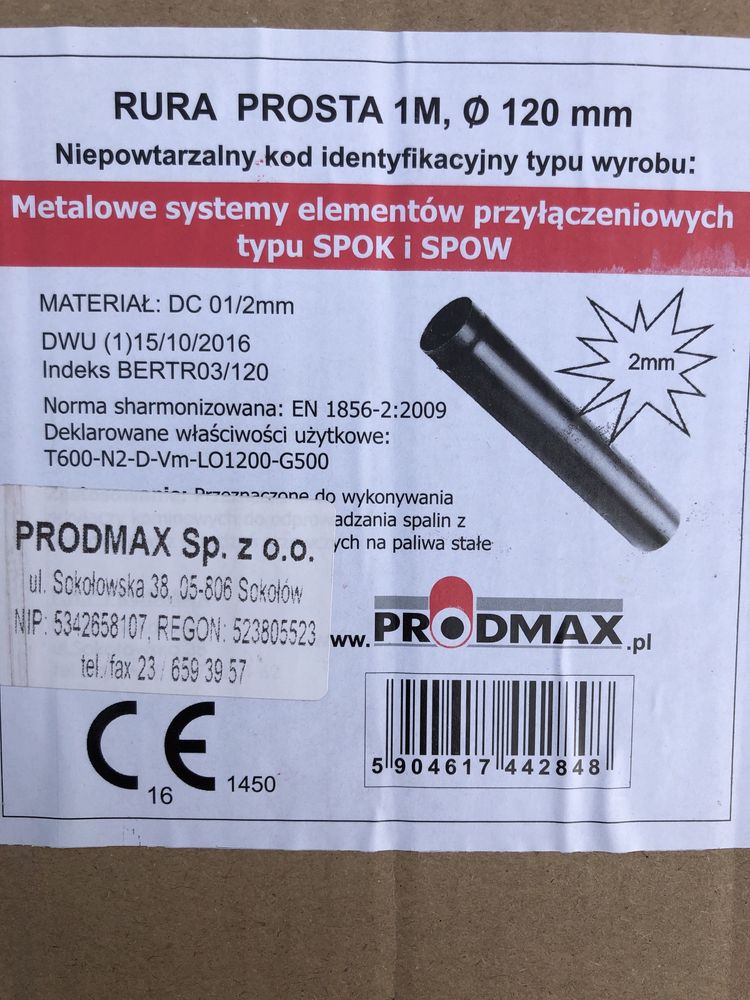 RURA PROSTA 1M, Ø 120 mm
Niepowtarzalny kod identyfikacyjny typu wyrobu:
Metalowe systemy elementów przyłączeniowych
typu SPOK i SPOW
MATERIAŁ: DC 01/2mm
DWU (1)15/10/2016
Indeks BERTR03/120
2mm
Norma sharmonizowana: EN 1856-2:2009
Deklarowane właściwości użytkowe:
T600-N2-D-Vm-LO1200-G500
Przeznaczone do wykonywania
spalin z
na paliwa stałe
PRODMAX Sp. z o.o.
ul. Sokołowska 38, 05-806 Sokołów
NIP: 5342658107, REGON: 523805523
tel./fax 23 / 659 39 57
www.PRODMAX.pl
CE
16
1450
5 904617 442848